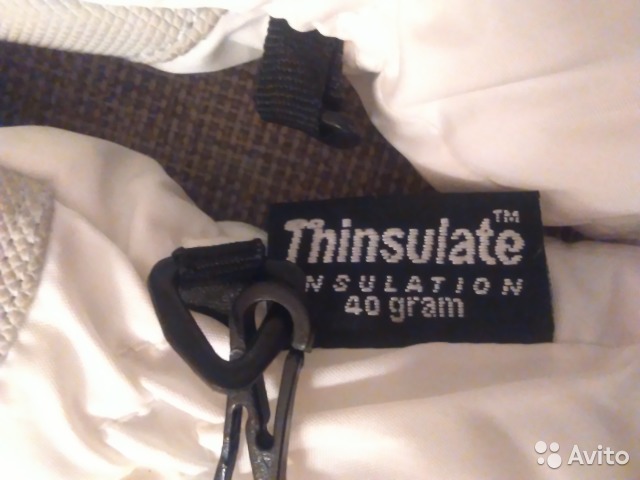 Thinsulate™
NSULATION
40 gram
Avito